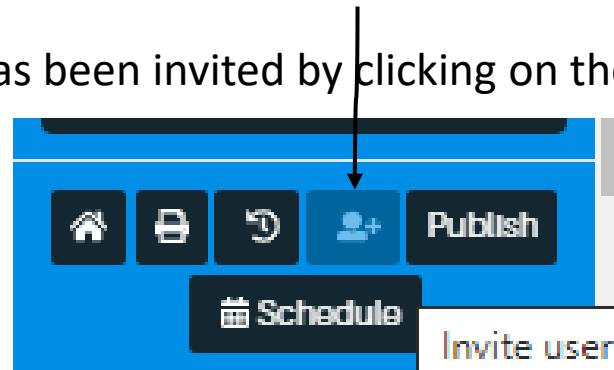 as been invited by clicking on the
Publish
Schedule
Invite user